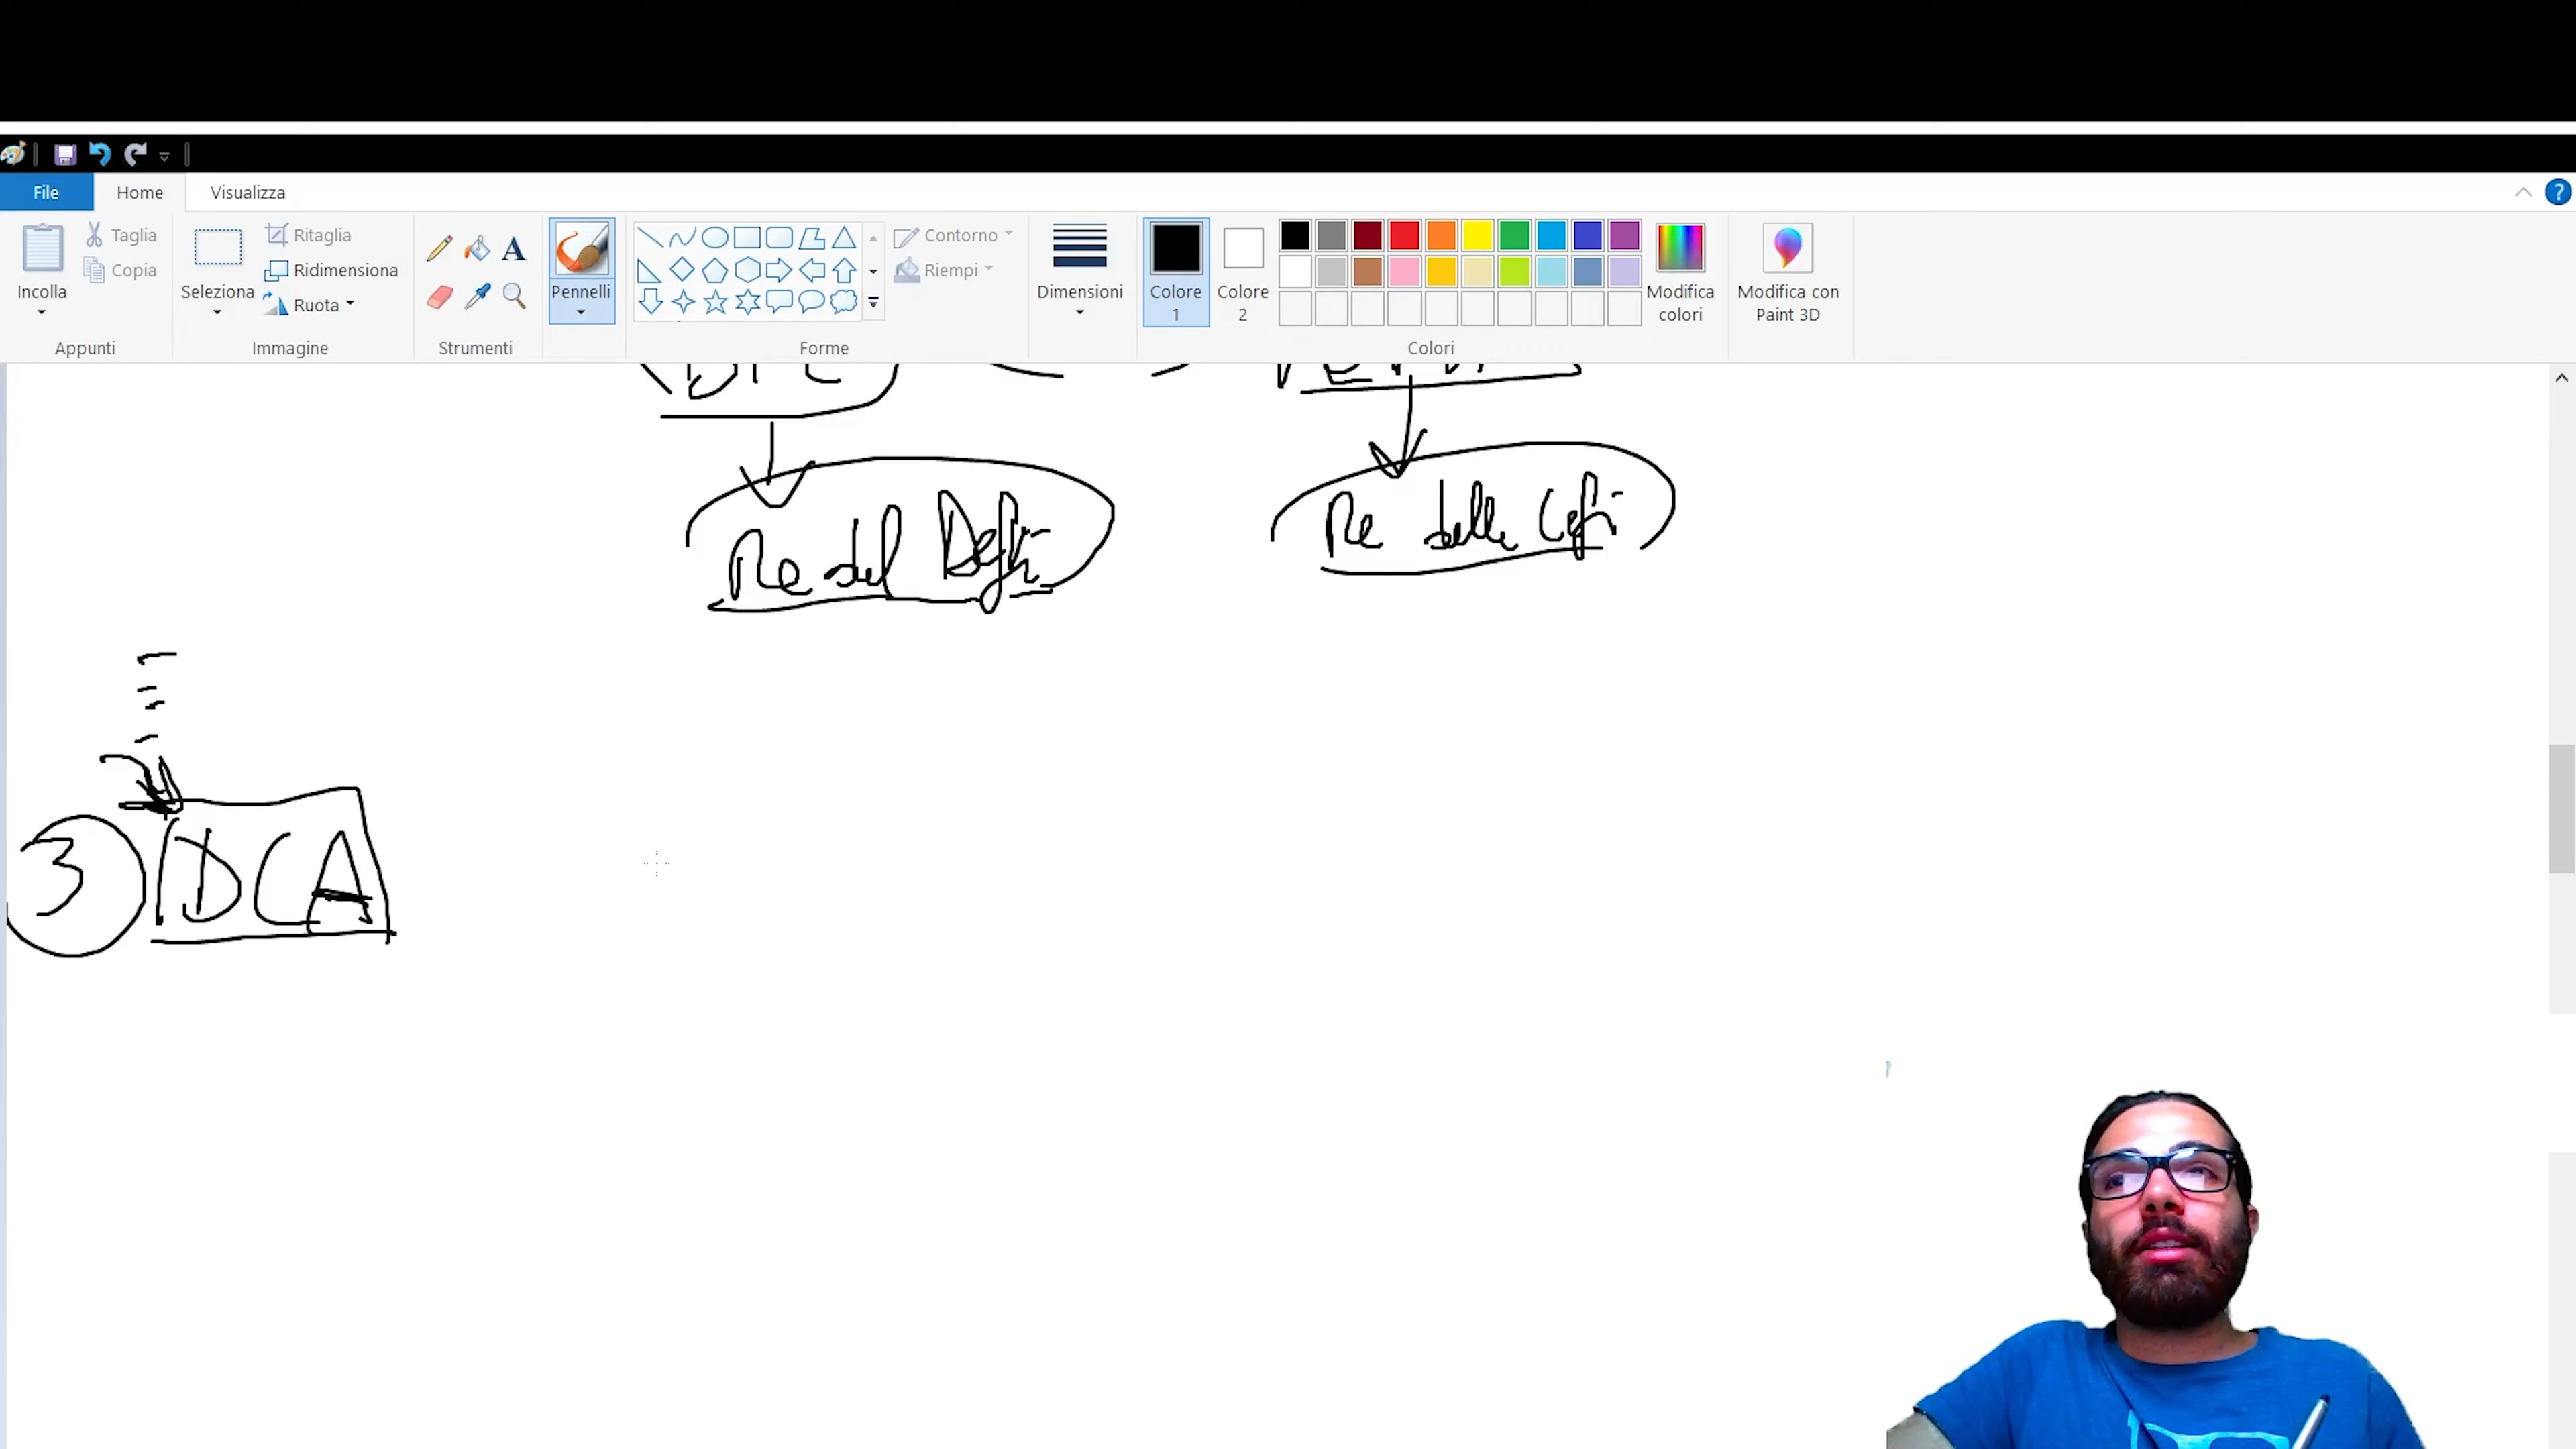 File Home Visualizza
Incolla
Taglia
Copia
Appunti
Seleziona
Ritaglia
Ridimensiona
Ruota
Immagine
A
Strumenti
Pennelli
Forme
Contorno
Riempi
Dimensioni
Colore 1
Colore 2
Modifica colori
Colori
Modifica con Paint 3D
?
Re del Defi
Re delle Cefi
3 DCA